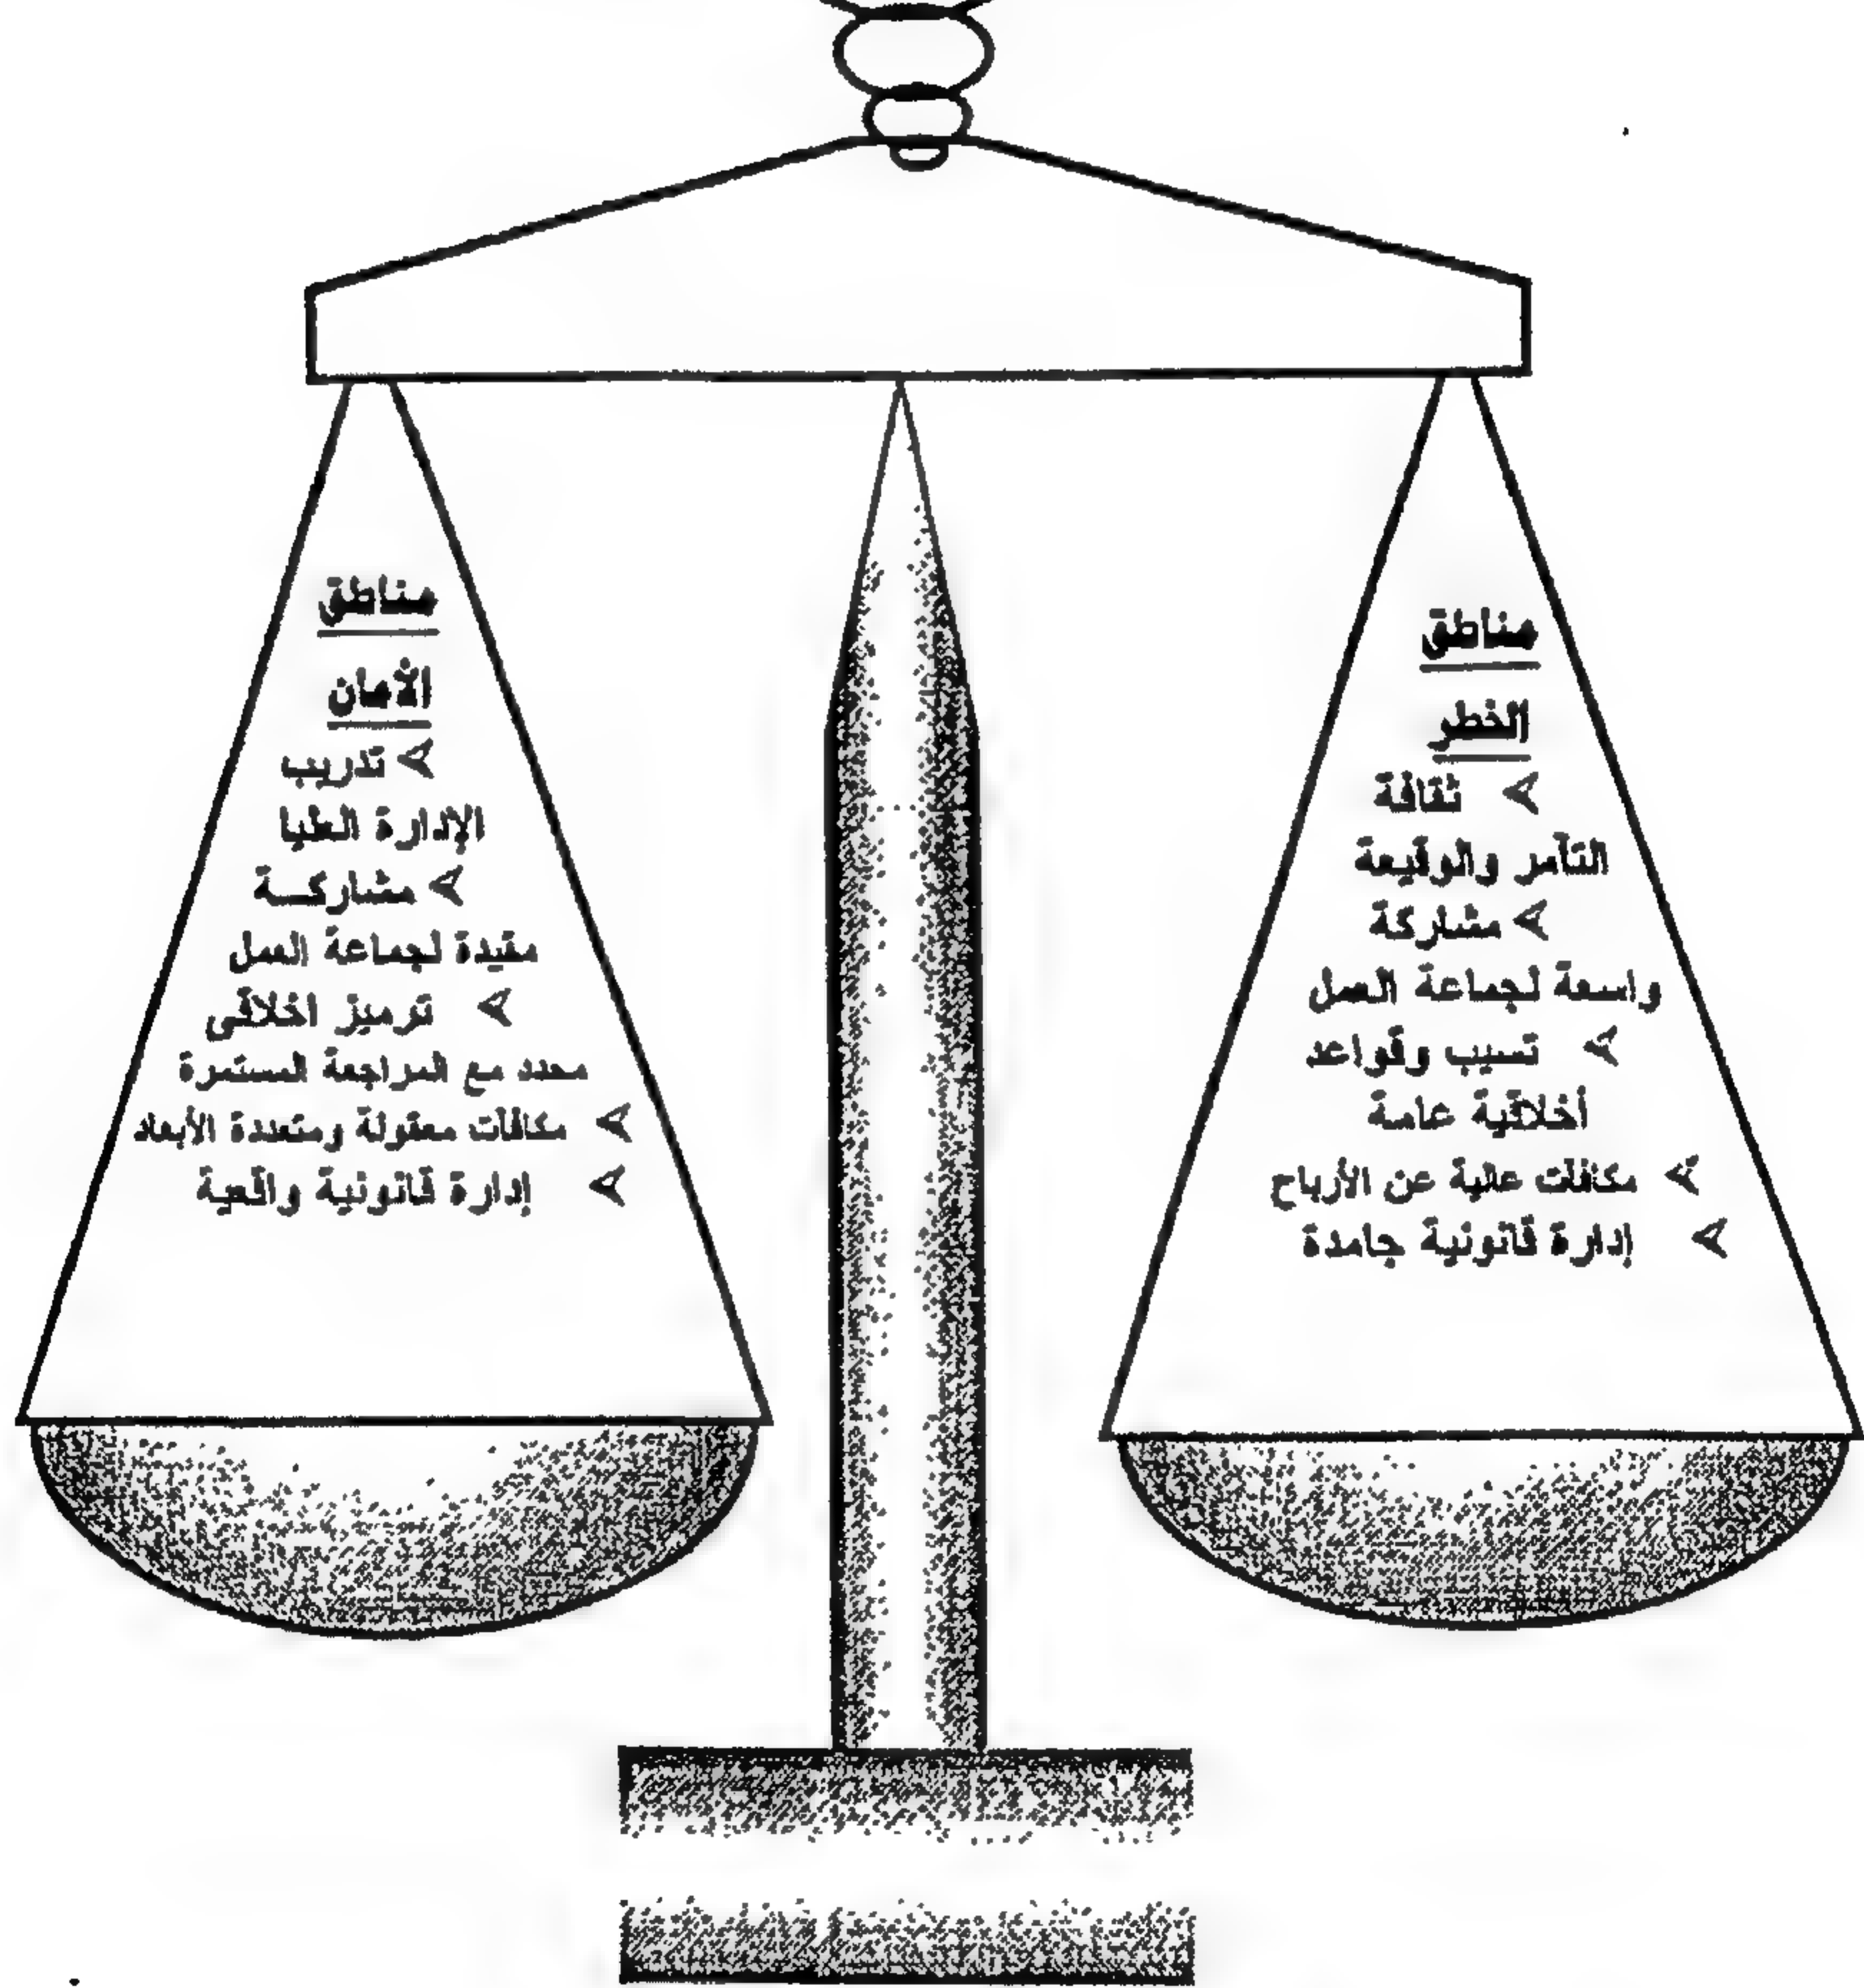 مناطق
الخطر
➢ ثقافة
التآمر والوقيعة
➢ مشاركة
واسعة لجماعة العمل
➢ تسيب وقواعد
أخلاقية عامة
➢ مكافآت عالية عن الأرباح
➢ إدارة قانونية جامدة
مناطق
الأمان
➢ تدريب
الإدارة العليا
➢ مشاركـــة
مقيدة لجماعة العمل
➢ ترميز اخلاقى
محدد مع المراجعة المستمرة
➢ مكافآت معقولة ومتعددة الأبعاد
➢ إدارة قانونية واقعية